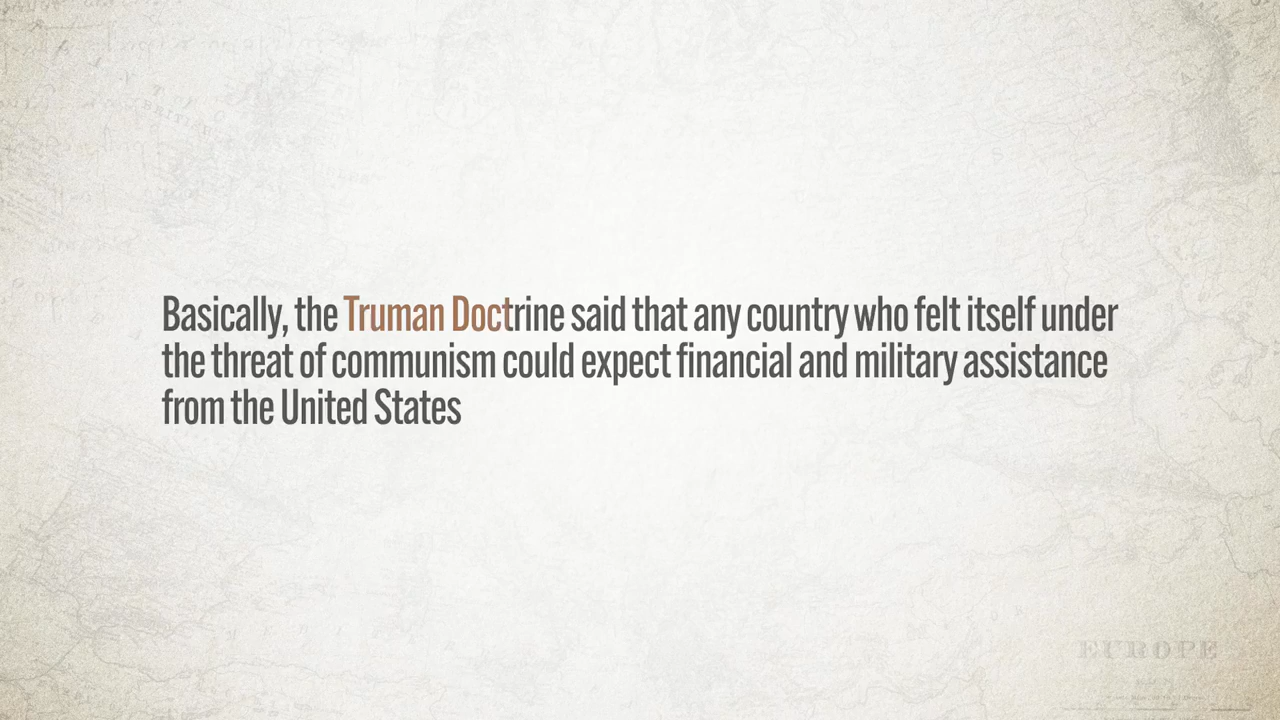 Basically, the Truman Doctrine said that any country who felt itself under
the threat of communism could expect financial and military assistance
from the United States
EUROPE